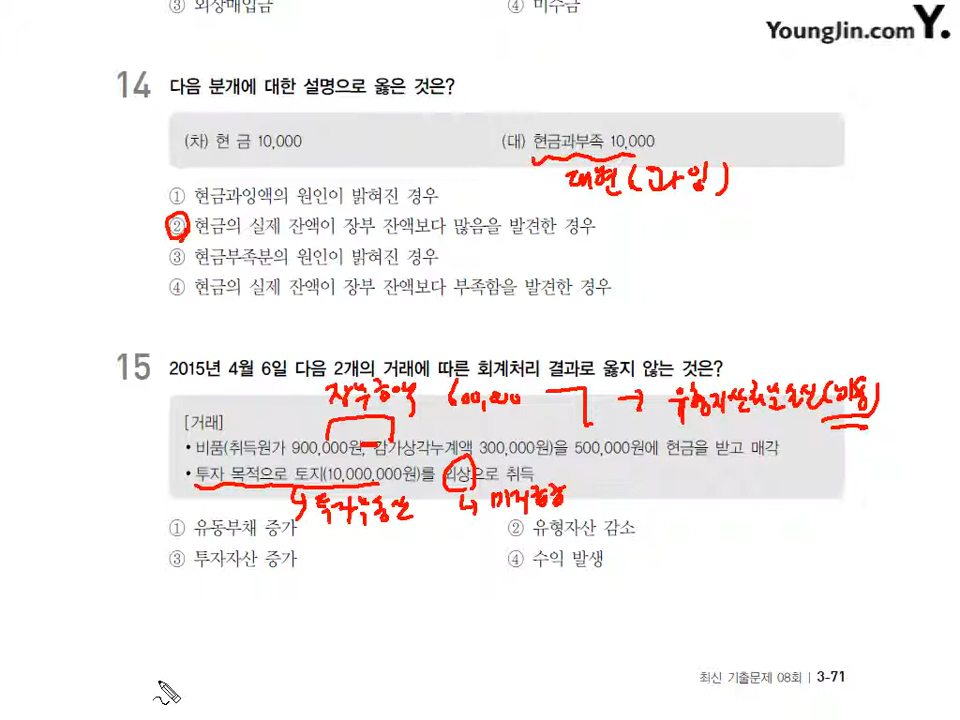 ③ 외상매입금
④ 미수금
YoungJin.com Y.
14 다음 분개에 대한 설명으로 옳은 것은?
(차) 현 금 10,000 (대) 현금과부족 10,000
대변(과잉)
① 현금과잉액의 원인이 밝혀진 경우
② 현금의 실제 잔액이 장부 잔액보다 많음을 발견한 경우
③ 현금부족분의 원인이 밝혀진 경우
④ 현금의 실제 잔액이 장부 잔액보다 부족함을 발견한 경우
15 2015년 4월 6일 다음 2개의 거래에 따른 회계처리 결과로 옳지 않는 것은?
장부금액 600,000 → 유형자산처분손실(비용)
[거래]
• 비품(취득원가 900,000원, 감가상각누계액 300,000원)을 500,000원에 현금을 받고 매각
• 투자 목적으로 토지(10,000,000원)를 외상으로 취득
투자부동산 미지급금
① 유동부채 증가 ② 유형자산 감소
③ 투자자산 증가 ④ 수익 발생
최신 기출문제 08회 | 3-71